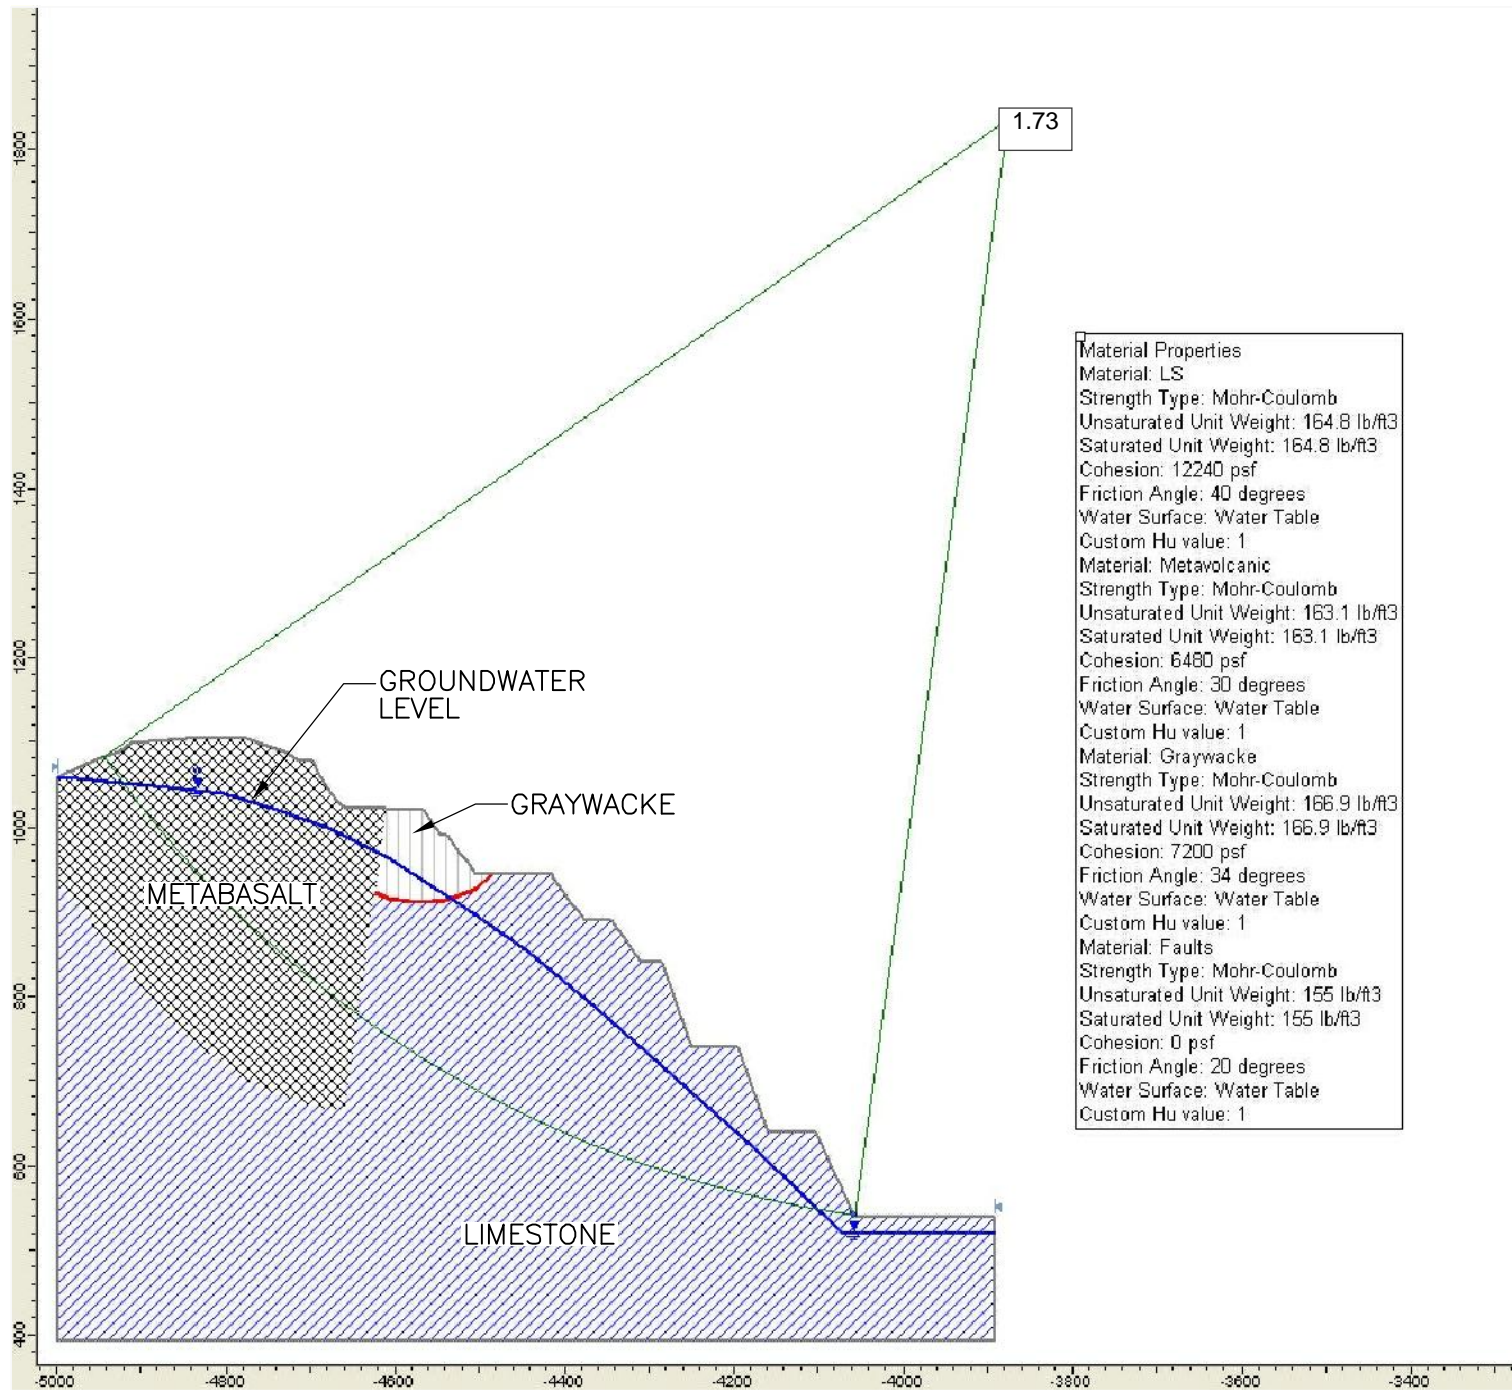 1.73
1800
1600
1400
1200
1000
800
600
400
Material Properties
Material: LS
Strength Type: Mohr-Coulomb
Unsaturated Unit Weight: 164.8 lb/ft3
Saturated Unit Weight: 164.8 lb/ft3
Cohesion: 12240 psf
Friction Angle: 40 degrees
Water Surface: Water Table
Custom Hu value: 1
Material: Metavolcanic
Strength Type: Mohr-Coulomb
Unsaturated Unit Weight: 163.1 lb/ft3
Saturated Unit Weight: 163.1 lb/ft3
Cohesion: 6480 psf
Friction Angle: 30 degrees
Water Surface: Water Table
Custom Hu value: 1
Material: Graywacke
Strength Type: Mohr-Coulomb
Unsaturated Unit Weight: 166.9 lb/ft3
Saturated Unit Weight: 166.9 lb/ft3
Cohesion: 7200 psf
Friction Angle: 34 degrees
Water Surface: Water Table
Custom Hu value: 1
Material: Faults
Strength Type: Mohr-Coulomb
Unsaturated Unit Weight: 155 lb/ft3
Saturated Unit Weight: 155 lb/ft3
Cohesion: 0 psf
Friction Angle: 20 degrees
Water Surface: Water Table
Custom Hu value: 1
GROUNDWATER
LEVEL
GRAYWACKE
METABASALT
LIMESTONE
-5000 -4800 -4600 -4400 -4200 -4000 -3800 -3600 -3400